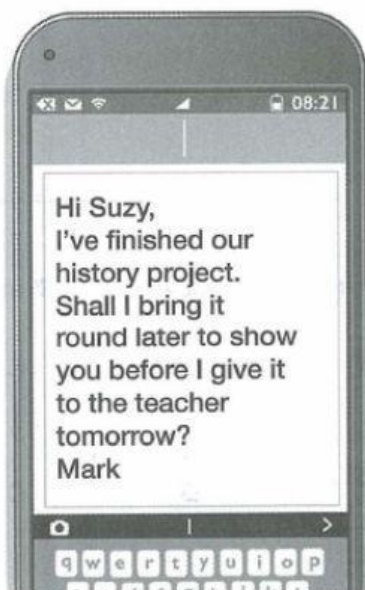 08:21
Hi Suzy,
I've finished our
history project.
Shall I bring it
round later to show
you before I give it
to the teacher
tomorrow?
Mark
q w e r t y u i o p